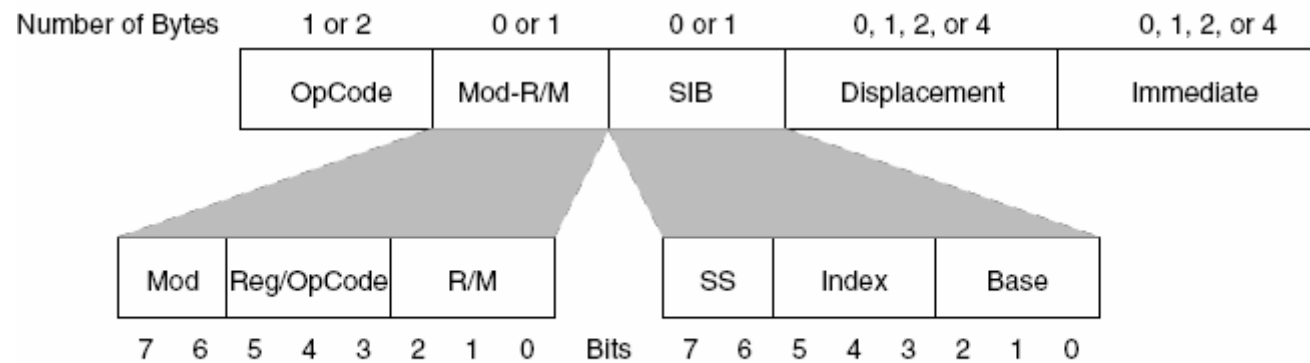 Number of Bytes 1 or 2 0 or 1 0 or 1 0, 1, 2, or 4 0, 1, 2, or 4
OpCode Mod-R/M SIB Displacement Immediate
Mod Reg/OpCode R/M SS Index Base
7 6 5 4 3 2 1 0 Bits 7 6 5 4 3 2 1 0